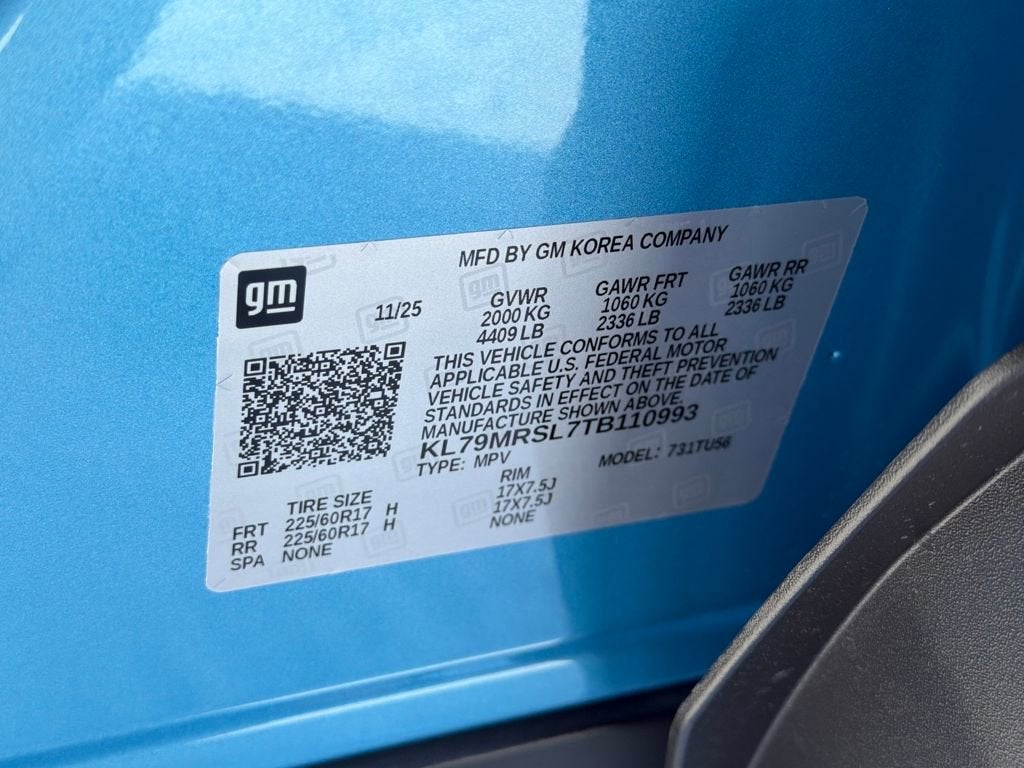 MFD BY GM KOREA COMPANY
gm
11/25
GVWR
2000 KG
4409 LB
GAWR FRT
1060 KG
2336 LB
GAWR RR
1060 KG
2336 LB
THIS VEHICLE CONFORMS TO ALL
APPLICABLE U.S. FEDERAL MOTOR
VEHICLE SAFETY AND THEFT PREVENTION
STANDARDS IN EFFECT ON THE DATE OF
MANUFACTURE SHOWN ABOVE.
KL79MRSL7TB110993
TYPE: MPV MODEL: 731TU56
TIRE SIZE RIM
FRT 225/60R17 H 17X7.5J
RR 225/60R17 H 17X7.5J
SPA NONE NONE